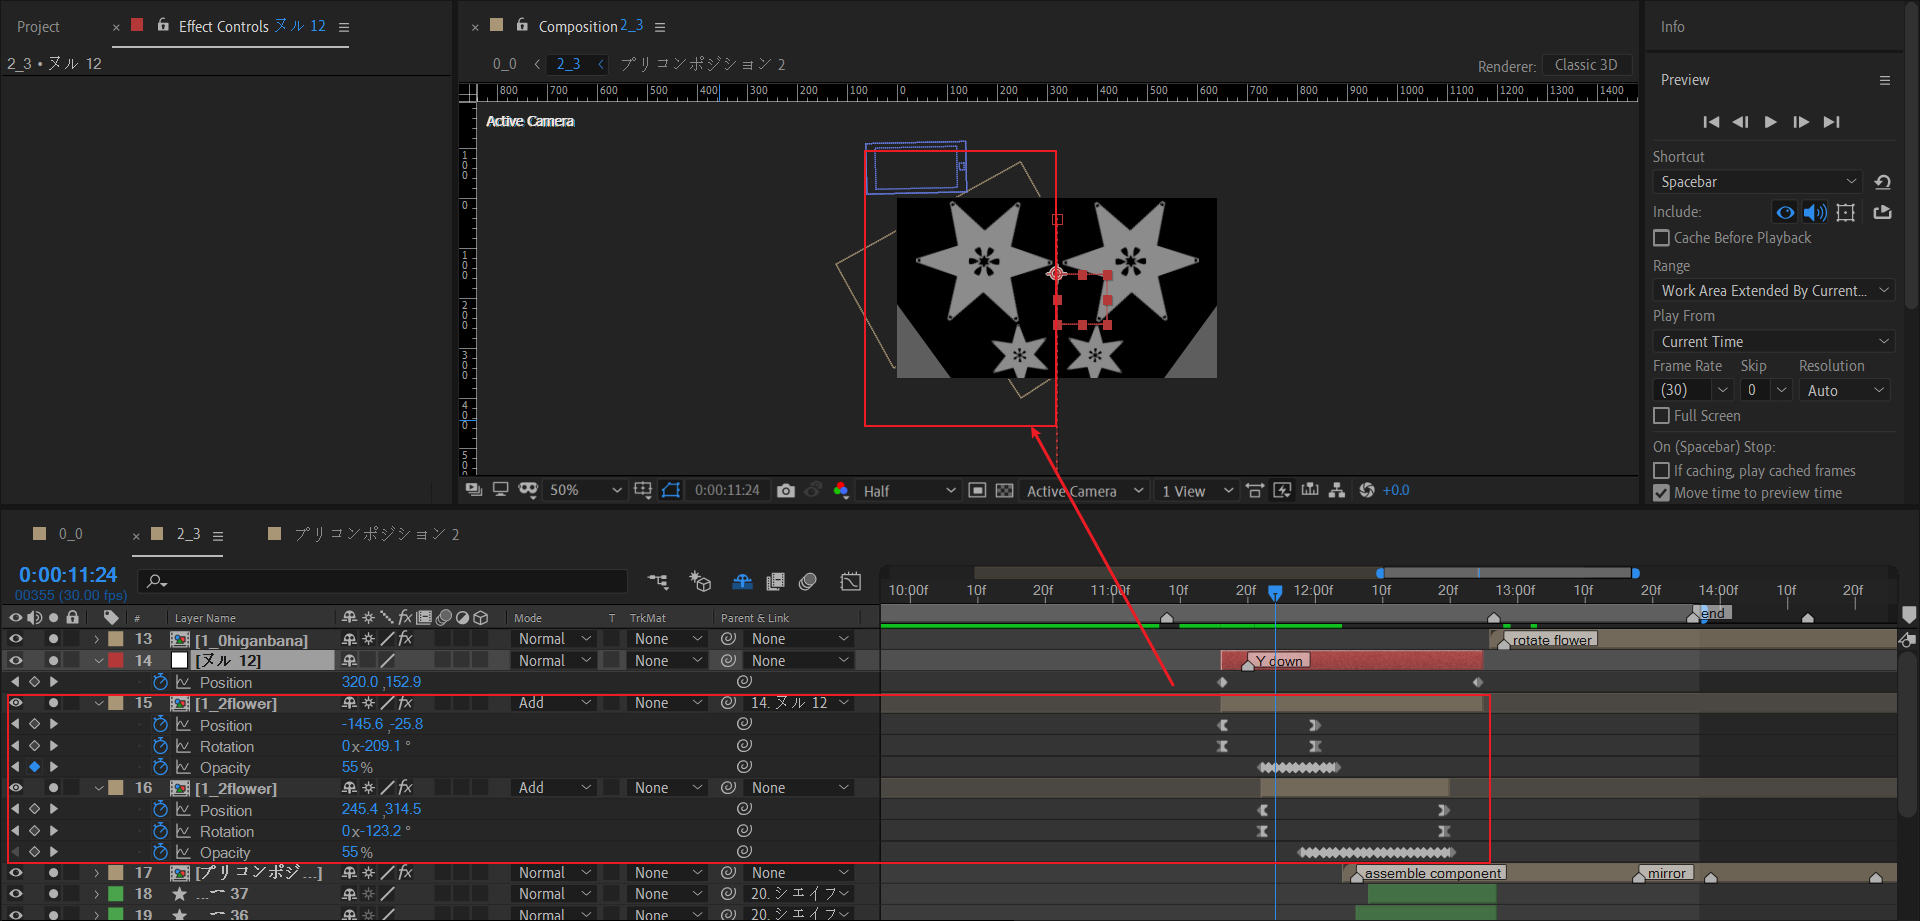 Project
Effect Controls ヌル 12
2_3 • ヌル 12
Composition 2_3
0_0 2_3 プリコンポジション 2
Renderer: Classic 3D
800 700 600 500 400 300 200 100 0 100 200 300 400 500 600 700 800 900 1000 1100 1200 1300 1400
Active Camera
100
0
100
200
300
400
500
50% 0:00:11:24 Half Active Camera 1 View +0.0
Info
Preview
Shortcut
Spacebar
Include:
Cache Before Playback
Range
Work Area Extended By Current...
Play From
Current Time
Frame Rate Skip Resolution
(30) 0 Auto
Full Screen
On (Spacebar) Stop:
If caching, play cached frames
Move time to preview time
0_0 2_3 プリコンポジション 2
0:00:11:24
00355 (30.00 fps)
10:00f 10f 20f 11:00f 10f 20f 12:00f 10f 20f 13:00f 10f 20f 14:00f 10f 20f
# Layer Name fx Mode T TrkMat Parent & Link
end
13 [1_0higanbana] fx Normal None None
rotate flower
14 [ヌル 12] Normal None None
Y down
Position 320.0 ,152.9
15 [1_2flower] fx Add None 14. ヌル 12
Position -145.6 ,-25.8
Rotation 0x-209.1 °
Opacity 55 %
16 [1_2flower] fx Add None None
Position 245.4 ,314.5
Rotation 0x-123.2 °
Opacity 55 %
17 [プリコンポジ...] fx Normal None None
assemble component mirror
18 ...ー 37 Normal None 20. シェイプ
19 ...ー 36 Normal None 20. シェイプ